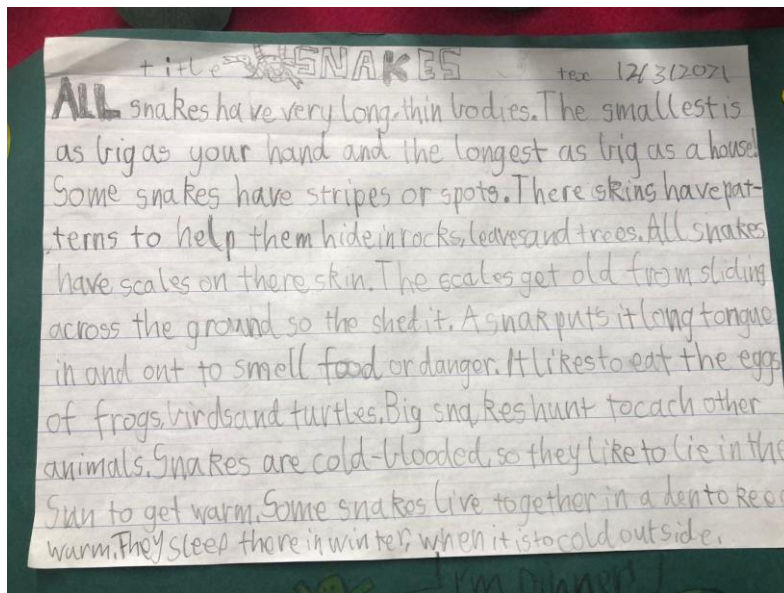 title SNAKES tex 12/3/2021
ALL snakes have very long, thin bodies. The smallest is
as big as your hand and the longest as big as a house!
Some snakes have stripes or spots. There skins have pat-
terns to help them hide in rocks, leaves and trees. All snakes
have scales on there skin. The scales get old from sliding
across the ground so the shed it. A snak puts it long tongue
in and out to smell food or danger. It likes to eat the eggs
of frogs, birds and turtles. Big snakes hunt to cach other
animals. Snakes are cold-blooded, so they like to lie in the
Sun to get warm. Some snakes live together in a den to keep
warm. They sleep there in winter, when it is to cold outside.
I'm Dinner!